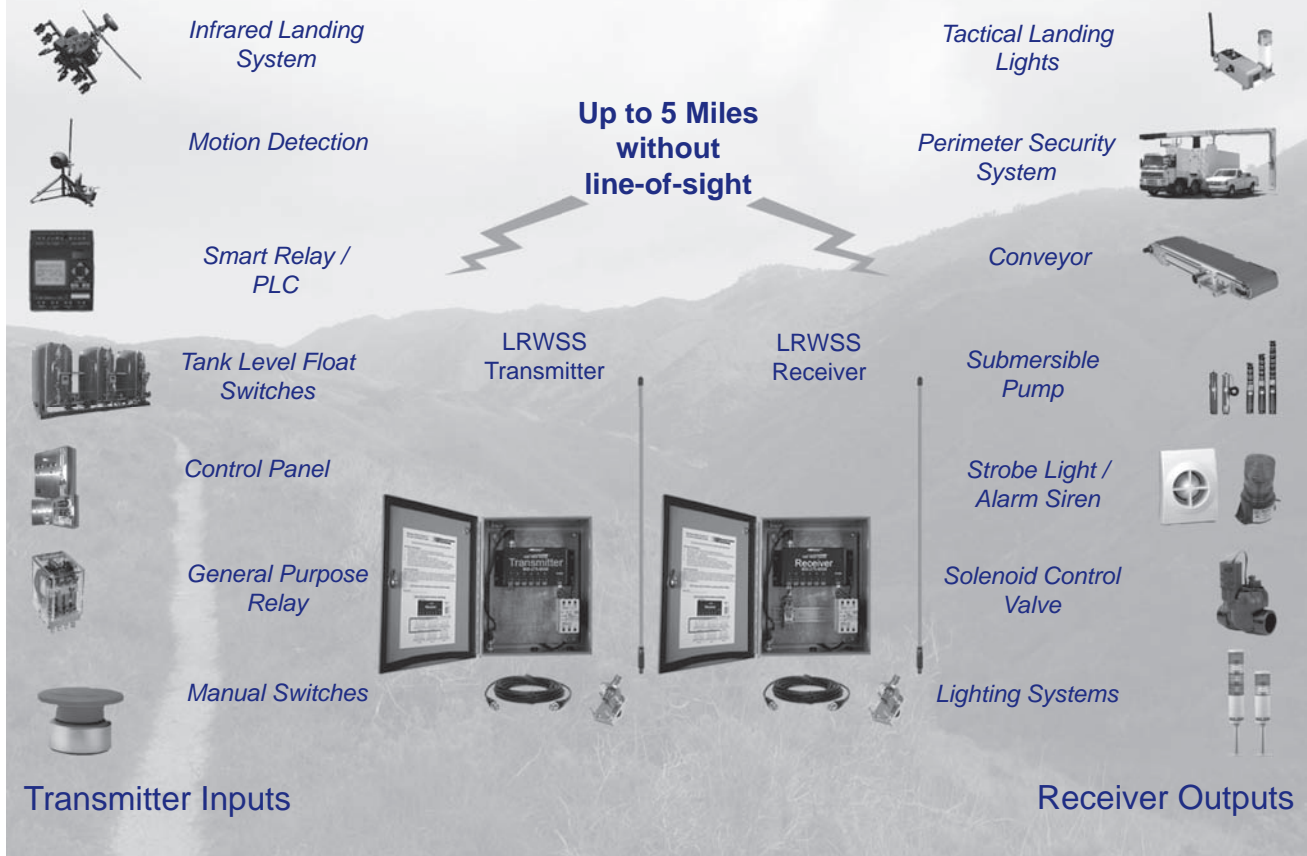 Infrared Landing
System
Motion Detection
Smart Relay /
PLC
Tank Level Float
Switches
Control Panel
General Purpose
Relay
Manual Switches
Transmitter Inputs
Up to 5 Miles
without
line-of-sight
LRWSS
Transmitter
LRWSS
Receiver
Transmitter
Receiver
Tactical Landing
Lights
Perimeter Security
System
Conveyor
Submersible
Pump
Strobe Light /
Alarm Siren
Solenoid Control
Valve
Lighting Systems
Receiver Outputs